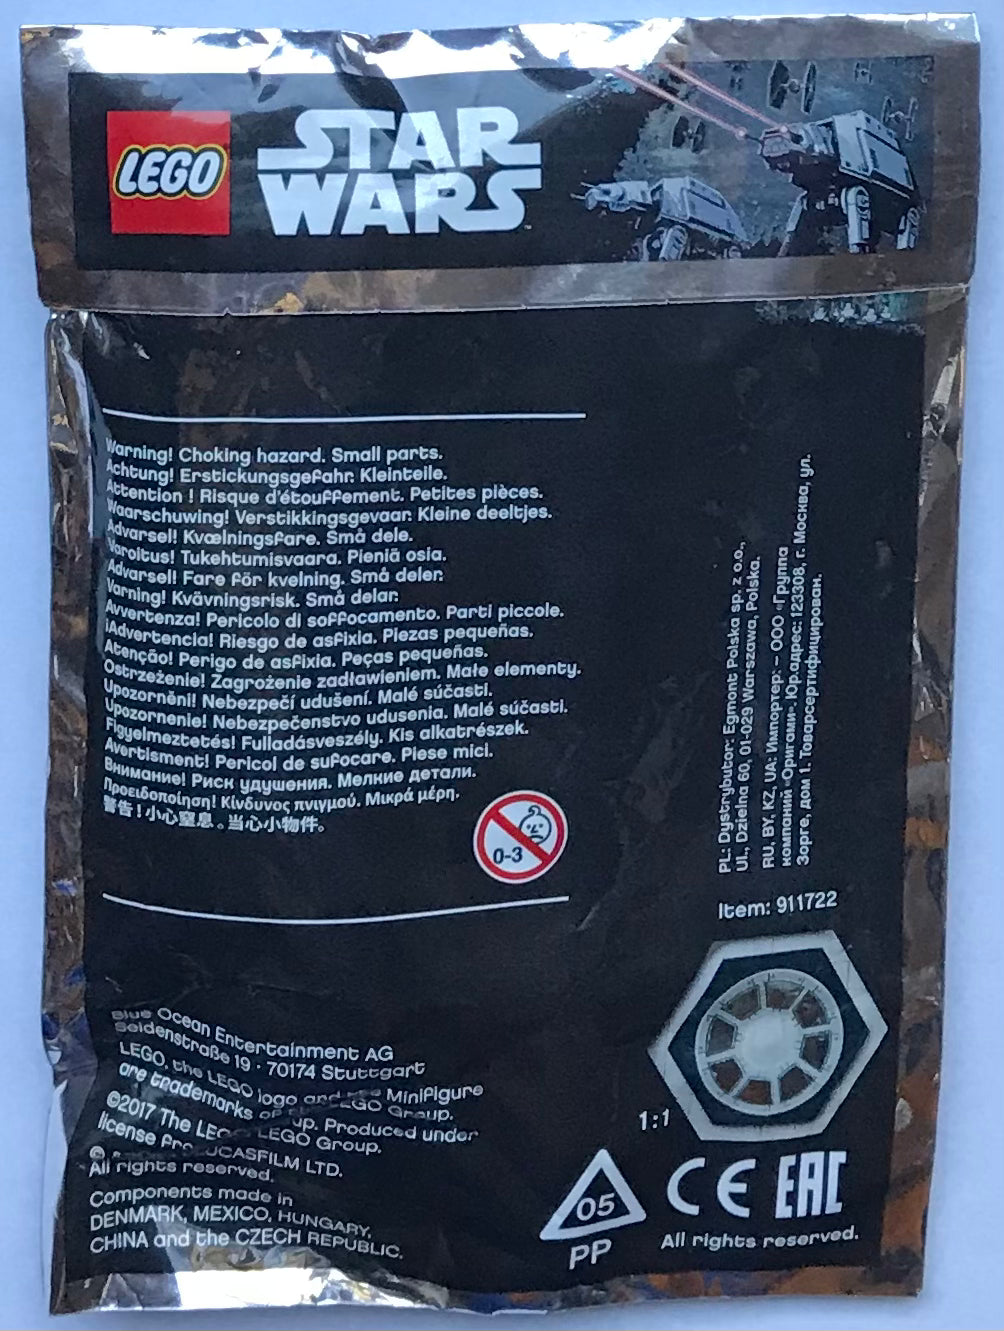 LEGO
STAR
WARS
Warning! Choking hazard. Small parts.
Achtung! Erstickungsgefahr. Kleinteile.
Attention ! Risque d'étouffement. Petites pièces.
Waarschuwing! Verstikkingsgevaar. Kleine deeltjes.
Advarsel! Kvælningsfare. Små dele.
Varoitus! Tukehtumisvaara. Pieniä osia.
Advarsel! Fare för kvelning. Små deler.
Varning! Kvävningsrisk. Små delar.
Avvertenza! Pericolo di soffocamento. Parti piccole.
¡Advertencia! Riesgo de asfixia. Piezas pequeñas.
Atenção! Perigo de asfixia. Peças pequeñas.
Ostrzeżenie! Zagrożenie zadławieniem. Małe elementy.
Upozornění! Nebezpečí udušení. Malé súčasti.
Upozornenie! Nebezpečenstvo udusenia. Malé súčasti.
Figyelmeztetés! Fulladásveszély. Kis alkatrészek.
Avertisment! Pericol de sufocare. Piese mici.
Внимание! Риск удушения. Мелкие детали.
Προειδοποίηση! Κίνδυνος πνιγμού. Μικρά μέρη.
警告！小心窒息。当心小物件。
0-3
PL: Dystrybutor: Egmont Polska sp. z o.o.,
Ul., Dzielna 60, 01-029 Warszawa, Polska.
RU, BY, KZ, UA: Импортер: – ООО «Группа
компаний «Оригами» Юр.адрес: 123308, г. Москва, ул.
Зорге, дом 1. Товар сертифицирован.
Item: 911722
1:1
Blue Ocean Entertainment AG
Seidenstraße 19 · 70174 Stuttgart
LEGO, the LEGO logo and Minifigure
are trademarks of LEGO Group.
©2017 The LEGO Group. Produced under
license from LUCASFILM LTD.
All rights reserved.
Components made in
DENMARK, MEXICO, HUNGARY,
CHINA and the CZECH REPUBLIC.
05
PP
CE EAC
All rights reserved.